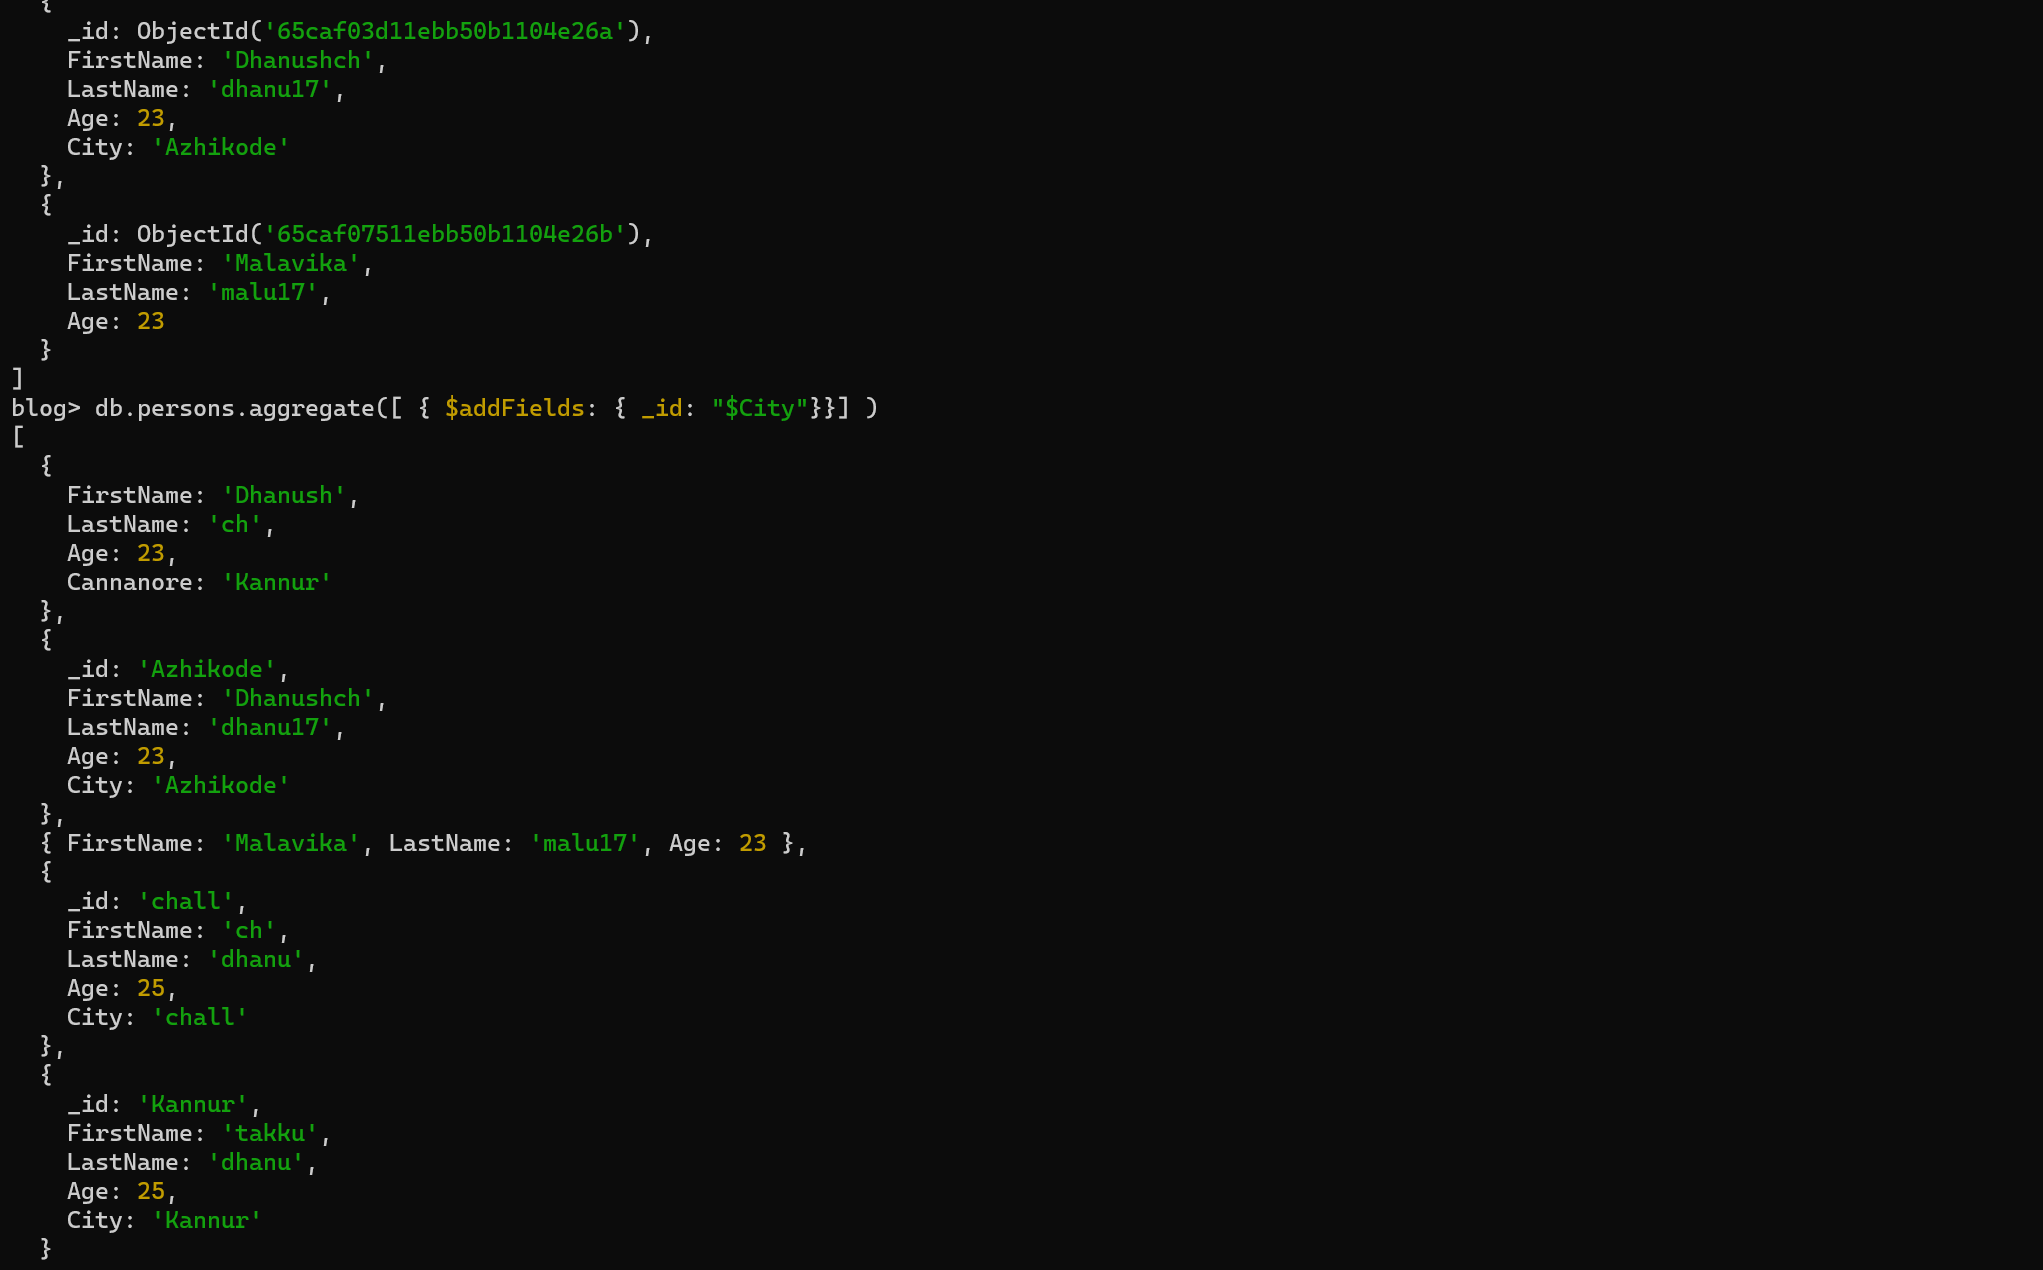 {
_id: ObjectId('65caf03d11ebb50b1104e26a'),
FirstName: 'Dhanushch',
LastName: 'dhanu17',
Age: 23,
City: 'Azhikode'
},
{
_id: ObjectId('65caf07511ebb50b1104e26b'),
FirstName: 'Malavika',
LastName: 'malu17',
Age: 23
}
]
blog> db.persons.aggregate([ { $addFields: { _id: "$City"}}] )
[
{
FirstName: 'Dhanush',
LastName: 'ch',
Age: 23,
Cannanore: 'Kannur'
},
{
_id: 'Azhikode',
FirstName: 'Dhanushch',
LastName: 'dhanu17',
Age: 23,
City: 'Azhikode'
},
{ FirstName: 'Malavika', LastName: 'malu17', Age: 23 },
{
_id: 'chall',
FirstName: 'ch',
LastName: 'dhanu',
Age: 25,
City: 'chall'
},
{
_id: 'Kannur',
FirstName: 'takku',
LastName: 'dhanu',
Age: 25,
City: 'Kannur'
}